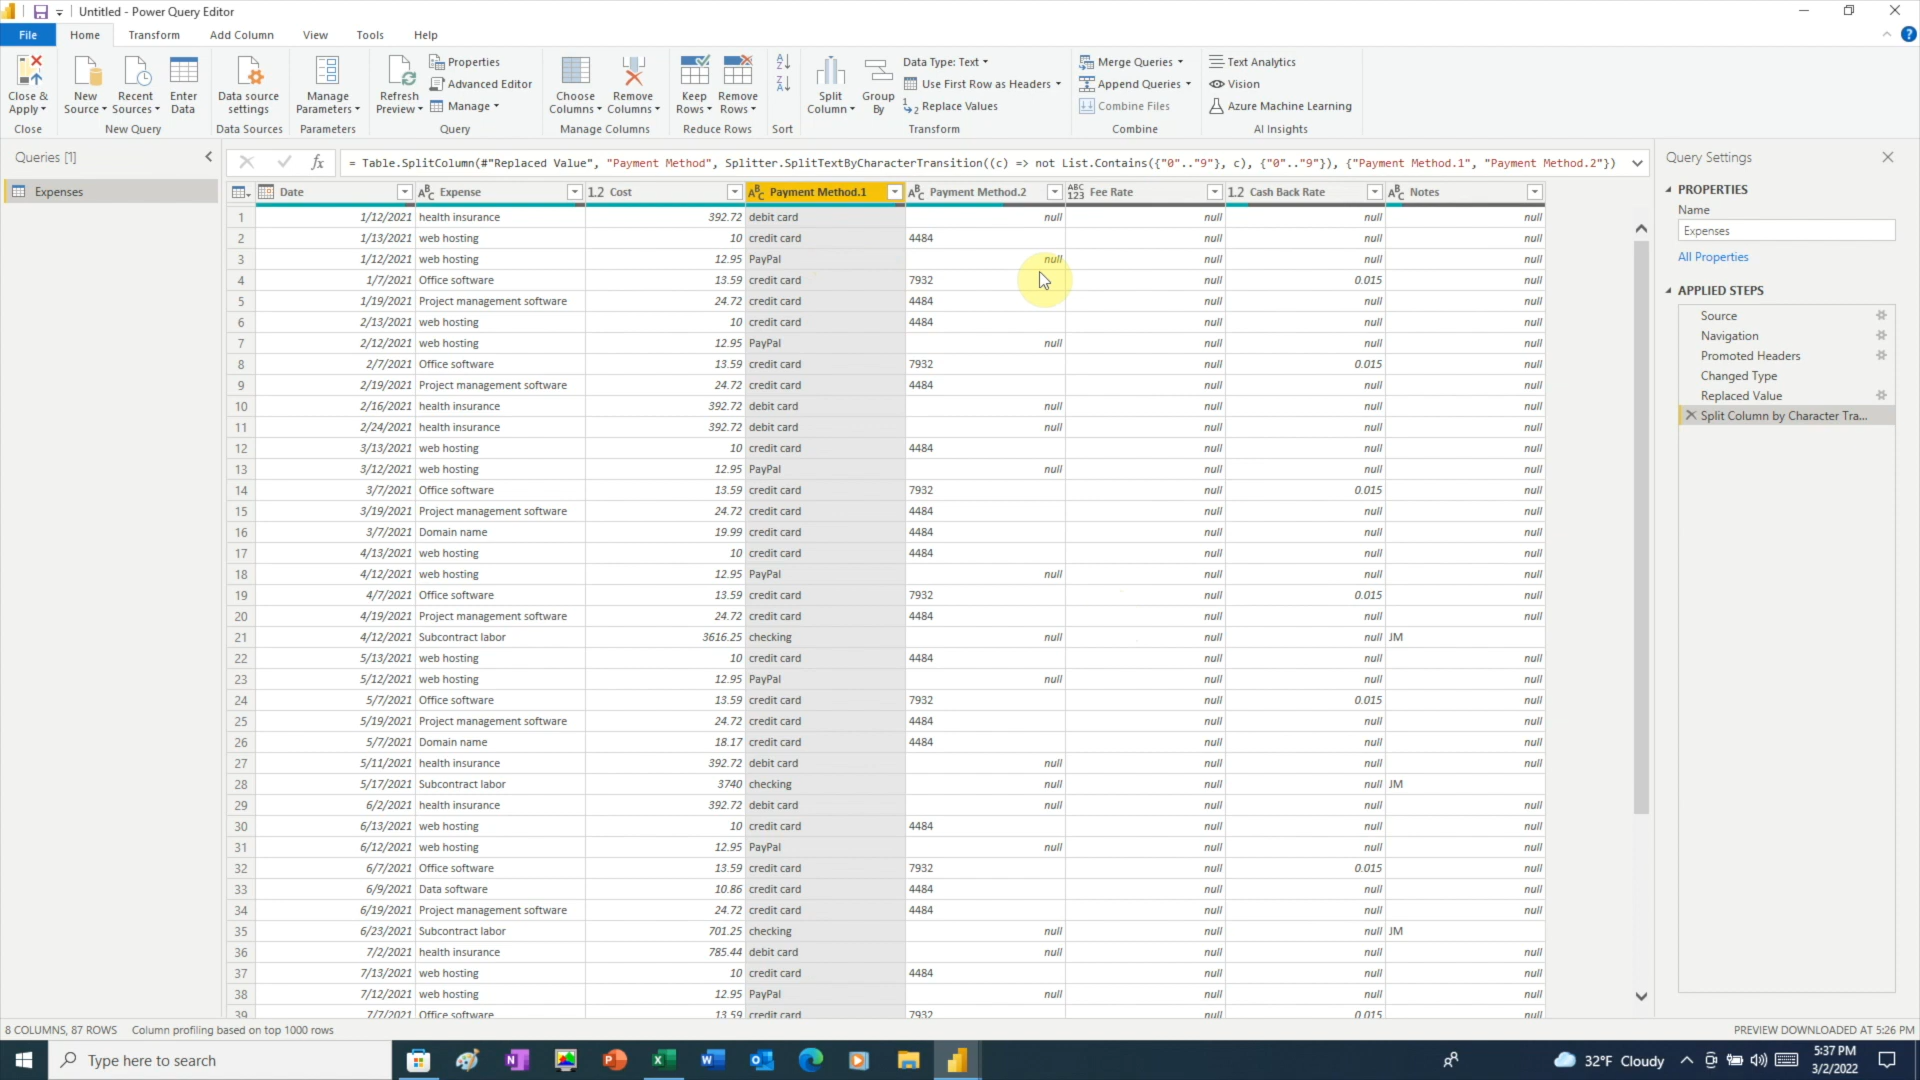 Untitled - Power Query Editor
File Home Transform Add Column View Tools Help
Close & Apply
New Source
Recent Sources
Enter Data
Data source settings
Manage Parameters
Refresh Preview
Properties
Advanced Editor
Manage
Choose Columns
Remove Columns
Keep Rows
Remove Rows
Split Column
Group By
Data Type: Text
Use First Row as Headers
Replace Values
Merge Queries
Append Queries
Combine Files
Text Analytics
Vision
Azure Machine Learning
Close New Query Data Sources Parameters Query Manage Columns Reduce Rows Sort Transform Combine AI Insights
Queries [1]
Expenses
fx = Table.SplitColumn(#"Replaced Value", "Payment Method", Splitter.SplitTextByCharacterTransition((c) => not List.Contains({"0".."9"}, c), {"0".."9"}), {"Payment Method.1", "Payment Method.2"})
Date ABC Expense 1.2 Cost ABC Payment Method.1 ABC Payment Method.2 ABC 123 Fee Rate 1.2 Cash Back Rate ABC Notes
1 1/12/2021 health insurance 392.72 debit card null null null null
2 1/13/2021 web hosting 10 credit card 4484 null null null
3 1/12/2021 web hosting 12.95 PayPal null null null null
4 1/7/2021 Office software 13.59 credit card 7932 null 0.015 null
5 1/19/2021 Project management software 24.72 credit card 4484 null null null
6 2/13/2021 web hosting 10 credit card 4484 null null null
7 2/12/2021 web hosting 12.95 PayPal null null null null
8 2/7/2021 Office software 13.59 credit card 7932 null 0.015 null
9 2/19/2021 Project management software 24.72 credit card 4484 null null null
10 2/16/2021 health insurance 392.72 debit card null null null null
11 2/24/2021 health insurance 392.72 debit card null null null null
12 3/13/2021 web hosting 10 credit card 4484 null null null
13 3/12/2021 web hosting 12.95 PayPal null null null null
14 3/7/2021 Office software 13.59 credit card 7932 null 0.015 null
15 3/19/2021 Project management software 24.72 credit card 4484 null null null
16 3/7/2021 Domain name 19.99 credit card 4484 null null null
17 4/13/2021 web hosting 10 credit card 4484 null null null
18 4/12/2021 web hosting 12.95 PayPal null null null null
19 4/7/2021 Office software 13.59 credit card 7932 null 0.015 null
20 4/19/2021 Project management software 24.72 credit card 4484 null null null
21 4/12/2021 Subcontract labor 3616.25 checking null null null JM
22 5/13/2021 web hosting 10 credit card 4484 null null null
23 5/12/2021 web hosting 12.95 PayPal null null null null
24 5/7/2021 Office software 13.59 credit card 7932 null 0.015 null
25 5/19/2021 Project management software 24.72 credit card 4484 null null null
26 5/7/2021 Domain name 18.17 credit card 4484 null null null
27 5/11/2021 health insurance 392.72 debit card null null null null
28 5/17/2021 Subcontract labor 3740 checking null null null JM
29 6/2/2021 health insurance 392.72 debit card null null null null
30 6/13/2021 web hosting 10 credit card 4484 null null null
31 6/12/2021 web hosting 12.95 PayPal null null null null
32 6/7/2021 Office software 13.59 credit card 7932 null 0.015 null
33 6/9/2021 Data software 10.86 credit card 4484 null null null
34 6/19/2021 Project management software 24.72 credit card 4484 null null null
35 6/23/2021 Subcontract labor 701.25 checking null null null JM
36 7/2/2021 health insurance 785.44 debit card null null null null
37 7/13/2021 web hosting 10 credit card 4484 null null null
38 7/12/2021 web hosting 12.95 PayPal null null null null
39 7/7/2021 Office software 13.59 credit card 7932 null 0.015 null
Query Settings
PROPERTIES
Name
Expenses
All Properties
APPLIED STEPS
Source
Navigation
Promoted Headers
Changed Type
Replaced Value
Split Column by Character Tra...
8 COLUMNS, 87 ROWS Column profiling based on top 1000 rows PREVIEW DOWNLOADED AT 5:26 PM
Type here to search
32°F Cloudy
5:37 PM
3/2/2022